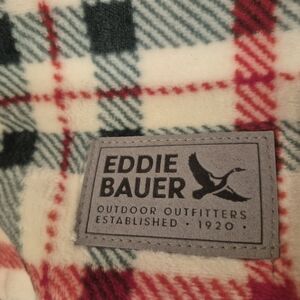 EDDIE
BAUER
OUTDOOR OUTFITTERS
ESTABLISHED • 1920 •